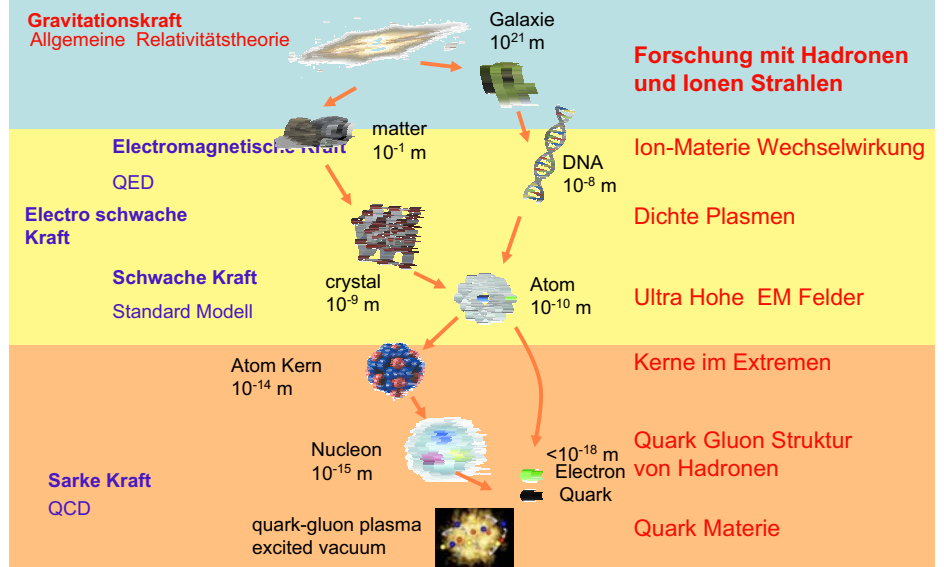 Gravitationskraft
Allgemeine Relativitätstheorie
Galaxie
10²¹ m
Forschung mit Hadronen
und Ionen Strahlen
matter
10⁻¹ m
Electromagnetische Kraft
QED
DNA
10⁻⁸ m
Ion-Materie Wechselwirkung
Electro schwache
Kraft
Dichte Plasmen
Schwache Kraft
Standard Modell
crystal
10⁻⁹ m
Atom
10⁻¹⁰ m
Ultra Hohe EM Felder
Atom Kern
10⁻¹⁴ m
Kerne im Extremen
Nucleon
10⁻¹⁵ m
<10⁻¹⁸ m
Electron
Quark
Quark Gluon Struktur
von Hadronen
Sarke Kraft
QCD
quark-gluon plasma
excited vacuum
Quark Materie